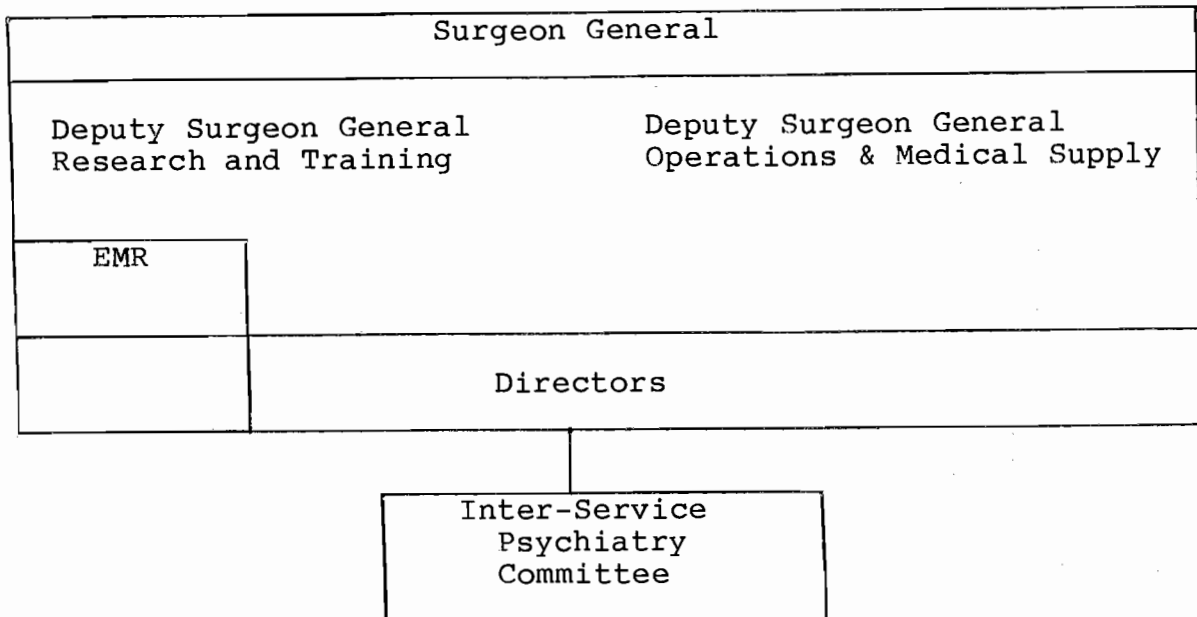 Surgeon General
Deputy Surgeon General
Research and Training
Deputy Surgeon General
Operations & Medical Supply
EMR
Directors
Inter-Service
Psychiatry
Committee